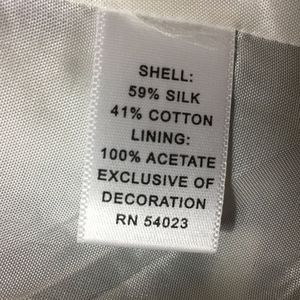 SHELL:
59% SILK
41% COTTON
LINING:
100% ACETATE
EXCLUSIVE OF
DECORATION
RN 54023